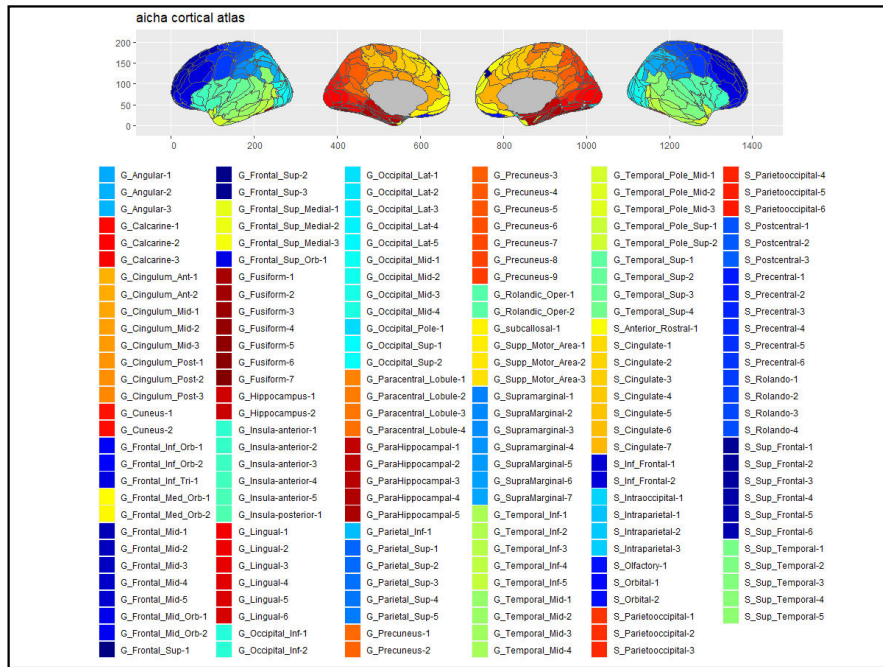 aicha cortical atlas
200
150
100
50
0
0 200 400 600 800 1000 1200 1400
G_Angular-1
G_Angular-2
G_Angular-3
G_Calcarine-1
G_Calcarine-2
G_Calcarine-3
G_Cingulum_Ant-1
G_Cingulum_Ant-2
G_Cingulum_Mid-1
G_Cingulum_Mid-2
G_Cingulum_Mid-3
G_Cingulum_Post-1
G_Cingulum_Post-2
G_Cingulum_Post-3
G_Cuneus-1
G_Cuneus-2
G_Frontal_Inf_Orb-1
G_Frontal_Inf_Orb-2
G_Frontal_Inf_Tri-1
G_Frontal_Med_Orb-1
G_Frontal_Med_Orb-2
G_Frontal_Mid-1
G_Frontal_Mid-2
G_Frontal_Mid-3
G_Frontal_Mid-4
G_Frontal_Mid-5
G_Frontal_Mid_Orb-1
G_Frontal_Mid_Orb-2
G_Frontal_Sup-1
G_Frontal_Sup-2
G_Frontal_Sup-3
G_Frontal_Sup_Medial-1
G_Frontal_Sup_Medial-2
G_Frontal_Sup_Medial-3
G_Frontal_Sup_Orb-1
G_Fusiform-1
G_Fusiform-2
G_Fusiform-3
G_Fusiform-4
G_Fusiform-5
G_Fusiform-6
G_Fusiform-7
G_Hippocampus-1
G_Hippocampus-2
G_Insula-anterior-1
G_Insula-anterior-2
G_Insula-anterior-3
G_Insula-anterior-4
G_Insula-anterior-5
G_Insula-posterior-1
G_Lingual-1
G_Lingual-2
G_Lingual-3
G_Lingual-4
G_Lingual-5
G_Lingual-6
G_Occipital_Inf-1
G_Occipital_Inf-2
G_Occipital_Lat-1
G_Occipital_Lat-2
G_Occipital_Lat-3
G_Occipital_Lat-4
G_Occipital_Lat-5
G_Occipital_Mid-1
G_Occipital_Mid-2
G_Occipital_Mid-3
G_Occipital_Mid-4
G_Occipital_Pole-1
G_Occipital_Sup-1
G_Occipital_Sup-2
G_Paracentral_Lobule-1
G_Paracentral_Lobule-2
G_Paracentral_Lobule-3
G_Paracentral_Lobule-4
G_ParaHippocampal-1
G_ParaHippocampal-2
G_ParaHippocampal-3
G_ParaHippocampal-4
G_ParaHippocampal-5
G_Parietal_Inf-1
G_Parietal_Sup-1
G_Parietal_Sup-2
G_Parietal_Sup-3
G_Parietal_Sup-4
G_Parietal_Sup-5
G_Precuneus-1
G_Precuneus-2
G_Precuneus-3
G_Precuneus-4
G_Precuneus-5
G_Precuneus-6
G_Precuneus-7
G_Precuneus-8
G_Precuneus-9
G_Rolandic_Oper-1
G_Rolandic_Oper-2
G_subcallosal-1
G_Supp_Motor_Area-1
G_Supp_Motor_Area-2
G_Supp_Motor_Area-3
G_Supramarginal-1
G_SupraMarginal-2
G_Supramarginal-3
G_Supramarginal-4
G_SupraMarginal-5
G_SupraMarginal-6
G_SupraMarginal-7
G_Temporal_Inf-1
G_Temporal_Inf-2
G_Temporal_Inf-3
G_Temporal_Inf-4
G_Temporal_Inf-5
G_Temporal_Mid-1
G_Temporal_Mid-2
G_Temporal_Mid-3
G_Temporal_Mid-4
G_Temporal_Pole_Mid-1
G_Temporal_Pole_Mid-2
G_Temporal_Pole_Mid-3
G_Temporal_Pole_Sup-1
G_Temporal_Pole_Sup-2
G_Temporal_Sup-1
G_Temporal_Sup-2
G_Temporal_Sup-3
G_Temporal_Sup-4
S_Anterior_Rostral-1
S_Cingulate-1
S_Cingulate-2
S_Cingulate-3
S_Cingulate-4
S_Cingulate-5
S_Cingulate-6
S_Cingulate-7
S_Inf_Frontal-1
S_Inf_Frontal-2
S_Intraoccipital-1
S_Intraparietal-1
S_Intraparietal-2
S_Intraparietal-3
S_Olfactory-1
S_Orbital-1
S_Orbital-2
S_Parietooccipital-1
S_Parietooccipital-2
S_Parietooccipital-3
S_Parietooccipital-4
S_Parietooccipital-5
S_Parietooccipital-6
S_Postcentral-1
S_Postcentral-2
S_Postcentral-3
S_Precentral-1
S_Precentral-2
S_Precentral-3
S_Precentral-4
S_Precentral-5
S_Precentral-6
S_Rolando-1
S_Rolando-2
S_Rolando-3
S_Rolando-4
S_Sup_Frontal-1
S_Sup_Frontal-2
S_Sup_Frontal-3
S_Sup_Frontal-4
S_Sup_Frontal-5
S_Sup_Frontal-6
S_Sup_Temporal-1
S_Sup_Temporal-2
S_Sup_Temporal-3
S_Sup_Temporal-4
S_Sup_Temporal-5